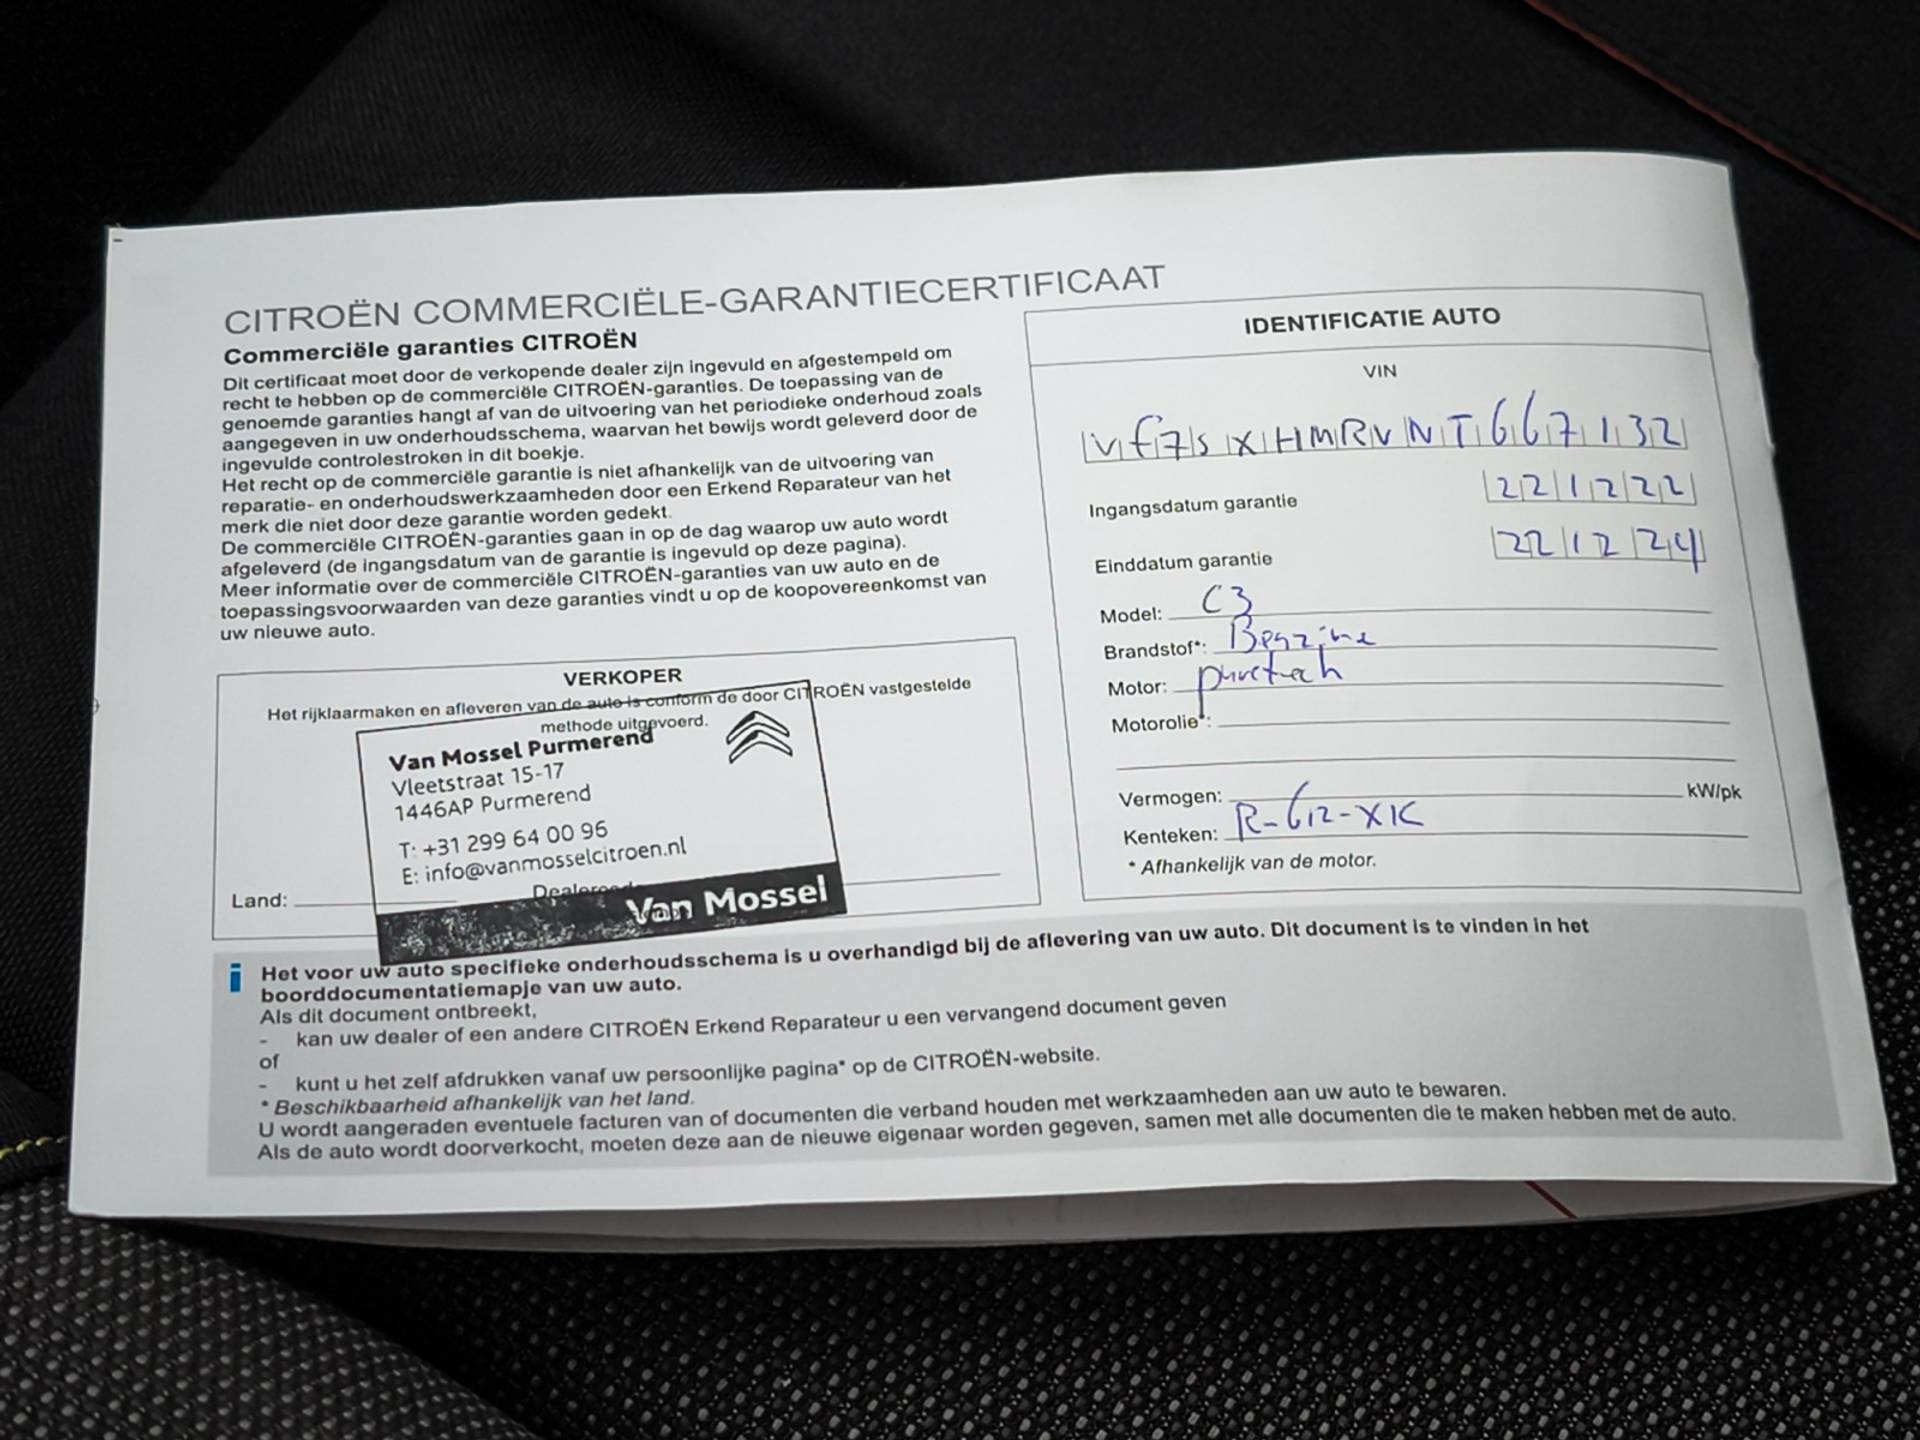 CITROËN COMMERCIËLE-GARANTIECERTIFICAAT
Commerciële garanties CITROËN
Dit certificaat moet door de verkopende dealer zijn ingevuld en afgestempeld om
recht te hebben op de commerciële CITROËN-garanties. De toepassing van de
genoemde garanties hangt af van de uitvoering van het periodieke onderhoud zoals
aangegeven in uw onderhoudsschema, waarvan het bewijs wordt geleverd door de
ingevulde controlestroken in dit boekje.
Het recht op de commerciële garantie is niet afhankelijk van de uitvoering van
reparatie- en onderhoudswerkzaamheden door een Erkend Reparateur van het
merk die niet door deze garantie worden gedekt.
De commerciële CITROËN-garanties gaan in op de dag waarop uw auto wordt
afgeleverd (de ingangsdatum van de garantie is ingevuld op deze pagina).
Meer informatie over de commerciële CITROËN-garanties van uw auto en de
toepassingsvoorwaarden van deze garanties vindt u op de koopovereenkomst van
uw nieuwe auto.
VERKOPER
Het rijklaarmaken en afleveren van de auto is conform de door CITROËN vastgestelde
methode uitgevoerd.
Van Mossel Purmerend
Vleetstraat 15-17
1446AP Purmerend
T: +31 299 64 00 96
E: info@vanmosselcitroen.nl
Land:
Van Mossel
IDENTIFICATIE AUTO
VIN
Vf7SXHMRVNT667132
Ingangsdatum garantie 22 12 22
Einddatum garantie 22 12 24
Model: C3
Brandstof*: Benzine
Motor: puretech
Motorolie*:
Vermogen: kW/pk
Kenteken: R-612-XK
* Afhankelijk van de motor.
i Het voor uw auto specifieke onderhoudsschema is u overhandigd bij de aflevering van uw auto. Dit document is te vinden in het
boorddocumentatiemapje van uw auto.
Als dit document ontbreekt,
- kan uw dealer of een andere CITROËN Erkend Reparateur u een vervangend document geven
of
- kunt u het zelf afdrukken vanaf uw persoonlijke pagina* op de CITROËN-website.
* Beschikbaarheid afhankelijk van het land.
U wordt aangeraden eventuele facturen van of documenten die verband houden met werkzaamheden aan uw auto te bewaren.
Als de auto wordt doorverkocht, moeten deze aan de nieuwe eigenaar worden gegeven, samen met alle documenten die te maken hebben met de auto.